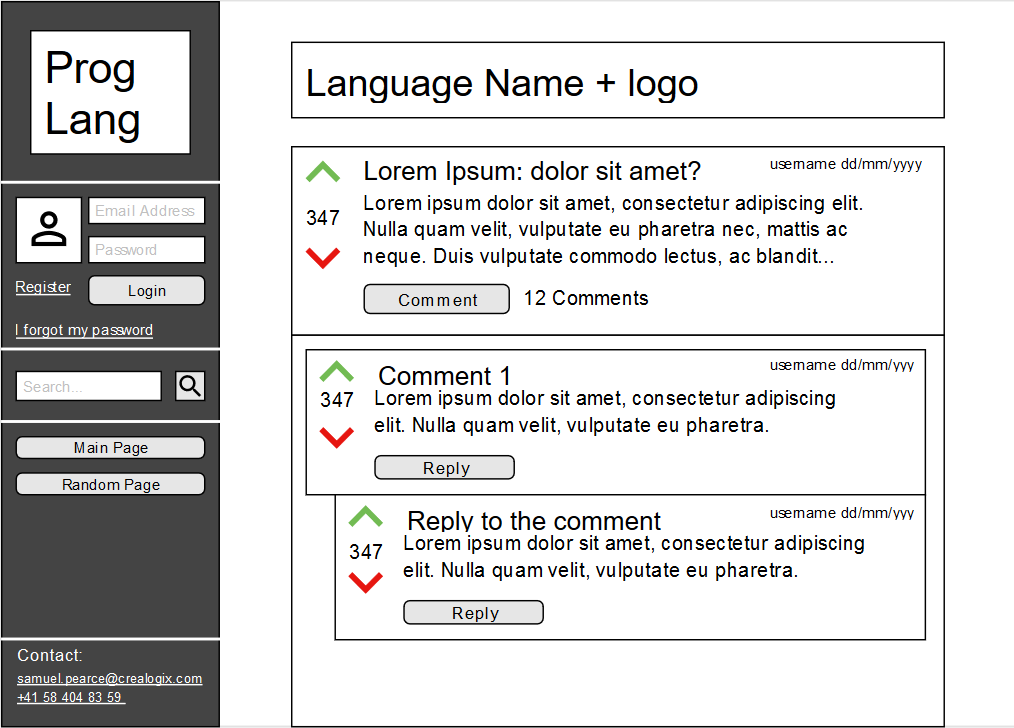 Prog
Lang
Email Address
Password
Register
Login
I forgot my password
Search...
Main Page
Random Page
Contact:
samuel.pearce@crealogix.com
+41 58 404 83 59
Language Name + logo
Lorem Ipsum: dolor sit amet?
username dd/mm/yyyy
347
Lorem ipsum dolor sit amet, consectetur adipiscing elit.
Nulla quam velit, vulputate eu pharetra nec, mattis ac
neque. Duis vulputate commodo lectus, ac blandit...
Comment
12 Comments
Comment 1
username dd/mm/yyy
347
Lorem ipsum dolor sit amet, consectetur adipiscing
elit. Nulla quam velit, vulputate eu pharetra.
Reply
Reply to the comment
username dd/mm/yyy
347
Lorem ipsum dolor sit amet, consectetur adipiscing
elit. Nulla quam velit, vulputate eu pharetra.
Reply